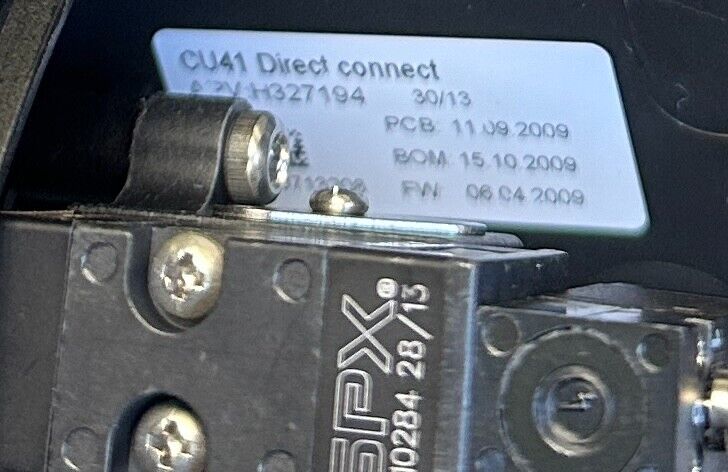 CU41 Direct connect
H327194 30/13
PCB: 11.09.2009
BOM: 15.10.2009
FW: 06.04.2009
SPX®
0284 28/13
4